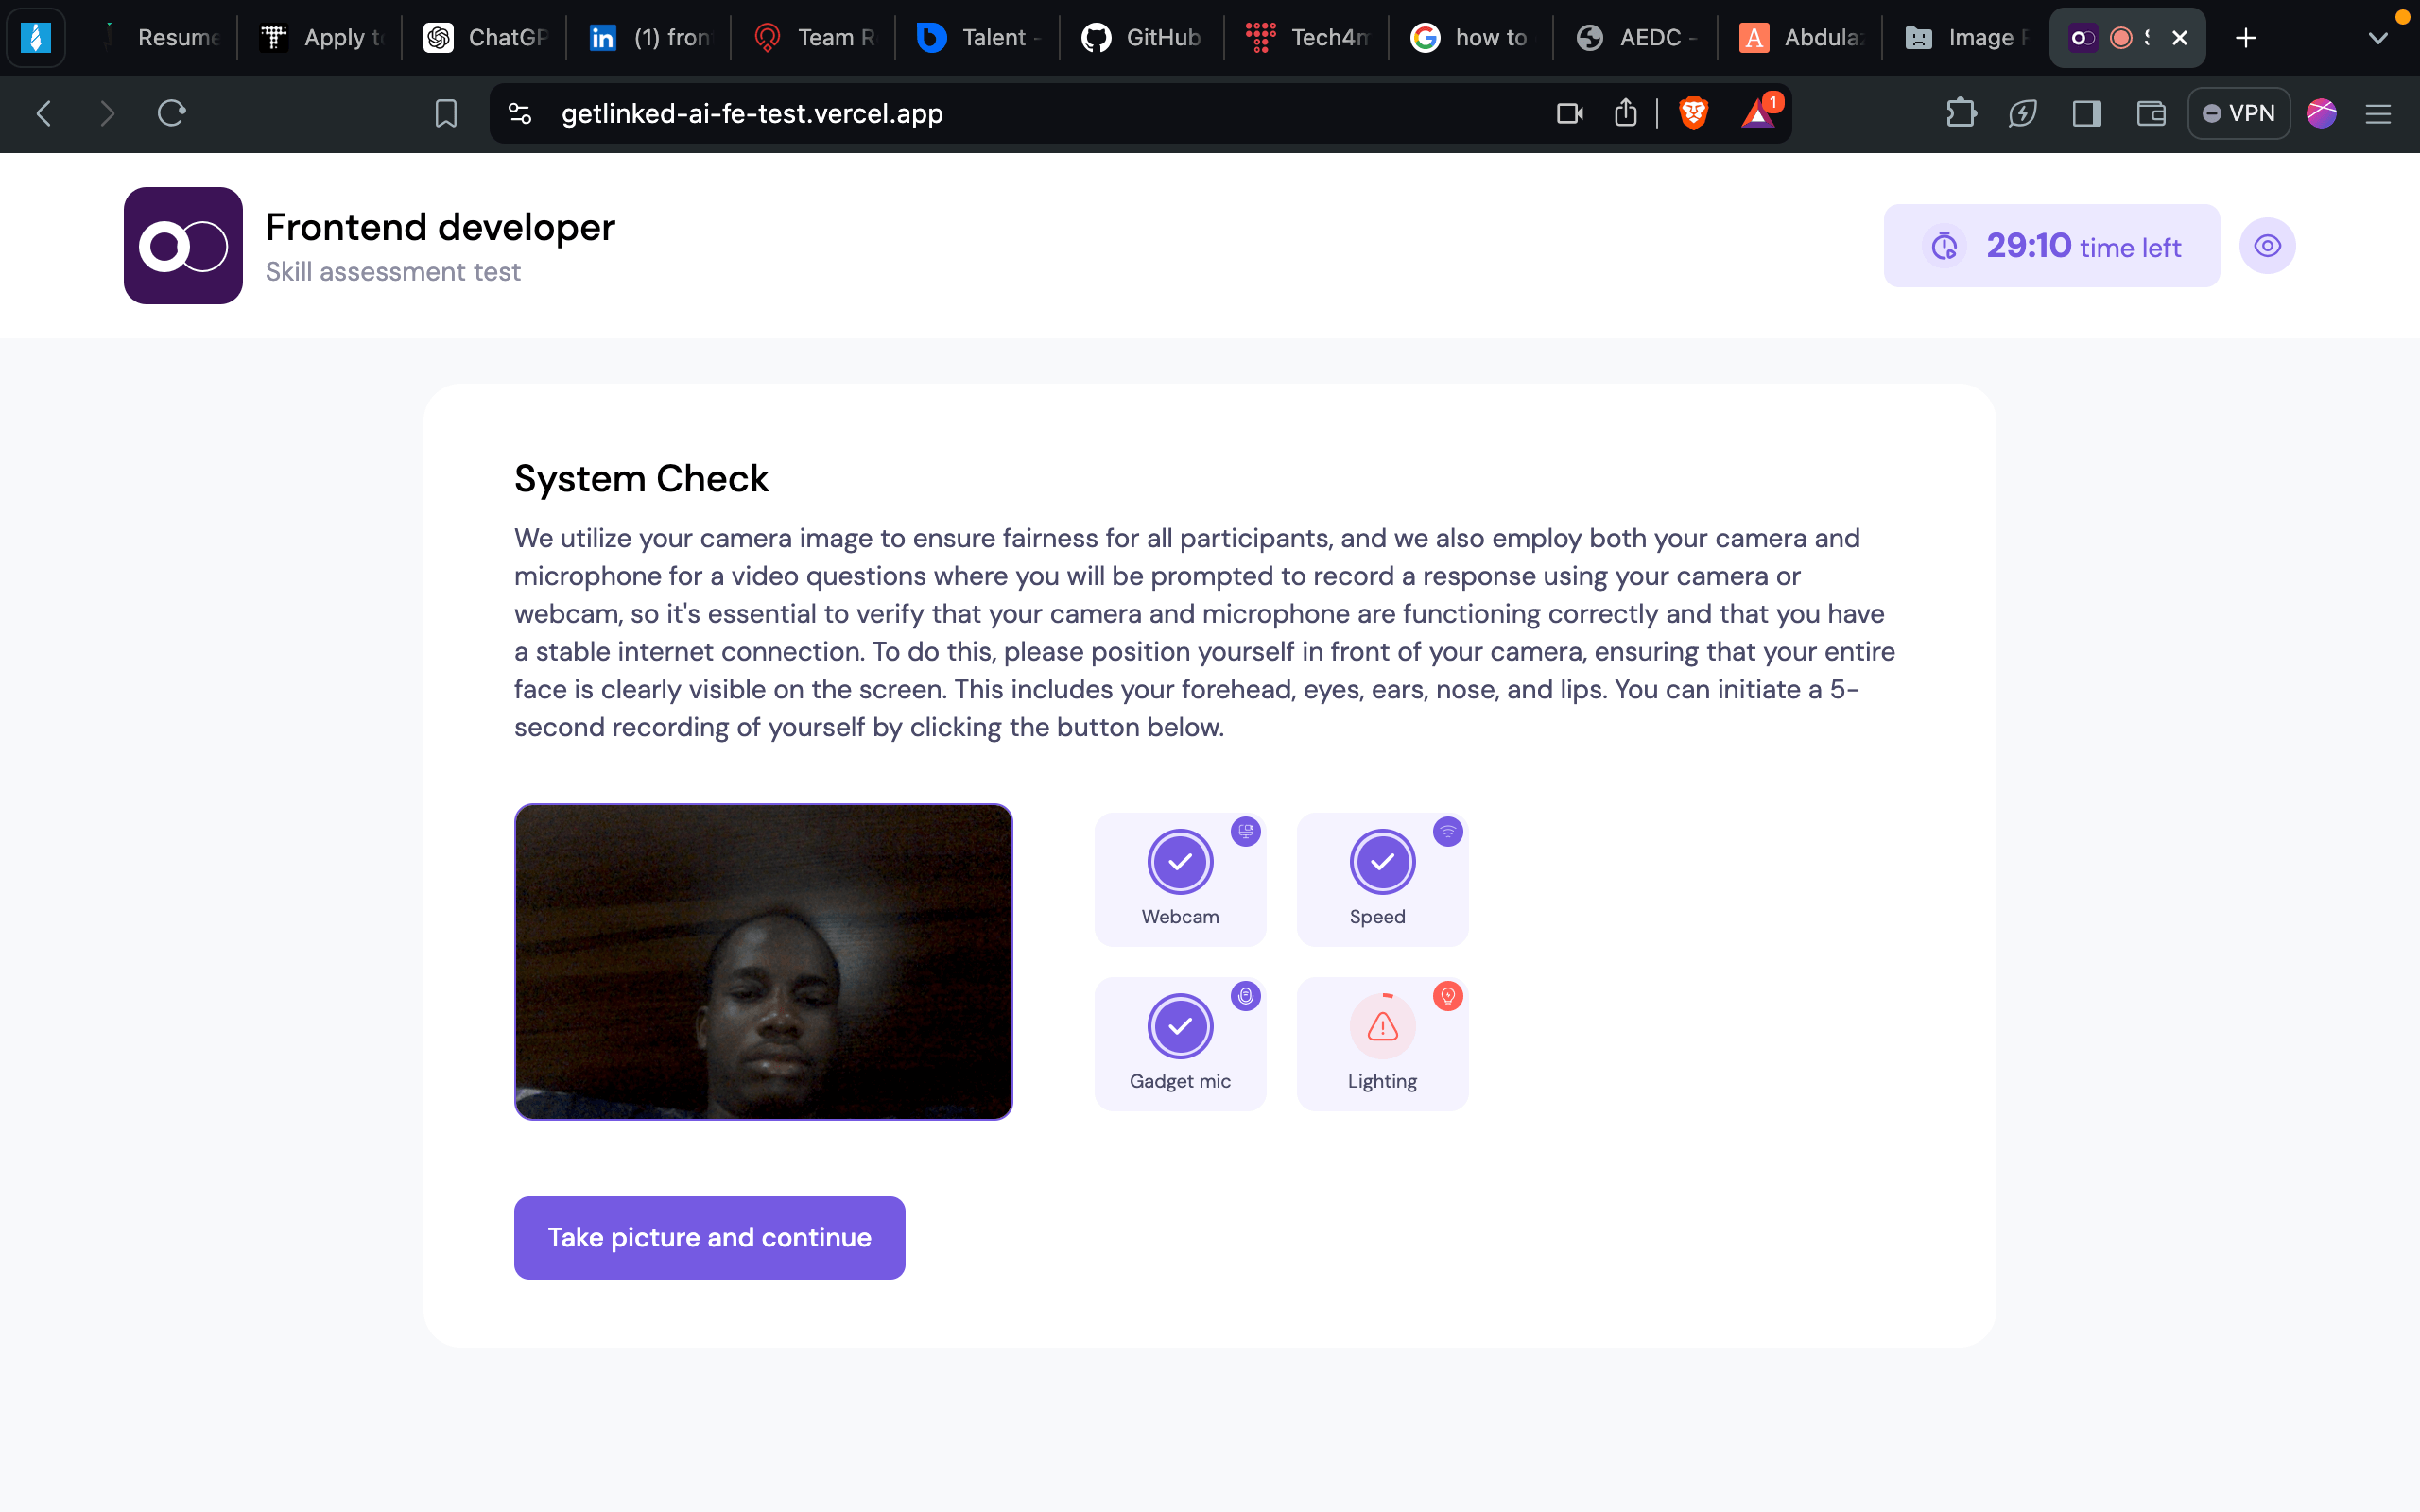 Resume
Apply to
ChatGP
(1) fron
Team R
Talent -
GitHub
Tech4m
how to
AEDC -
Abdulaz
Image F
getlinked-ai-fe-test.vercel.app
1
VPN
Frontend developer
Skill assessment test
29:10 time left
System Check
We utilize your camera image to ensure fairness for all participants, and we also employ both your camera and
microphone for a video questions where you will be prompted to record a response using your camera or
webcam, so it's essential to verify that your camera and microphone are functioning correctly and that you have
a stable internet connection. To do this, please position yourself in front of your camera, ensuring that your entire
face is clearly visible on the screen. This includes your forehead, eyes, ears, nose, and lips. You can initiate a 5-
second recording of yourself by clicking the button below.
Webcam
Speed
Gadget mic
Lighting
Take picture and continue